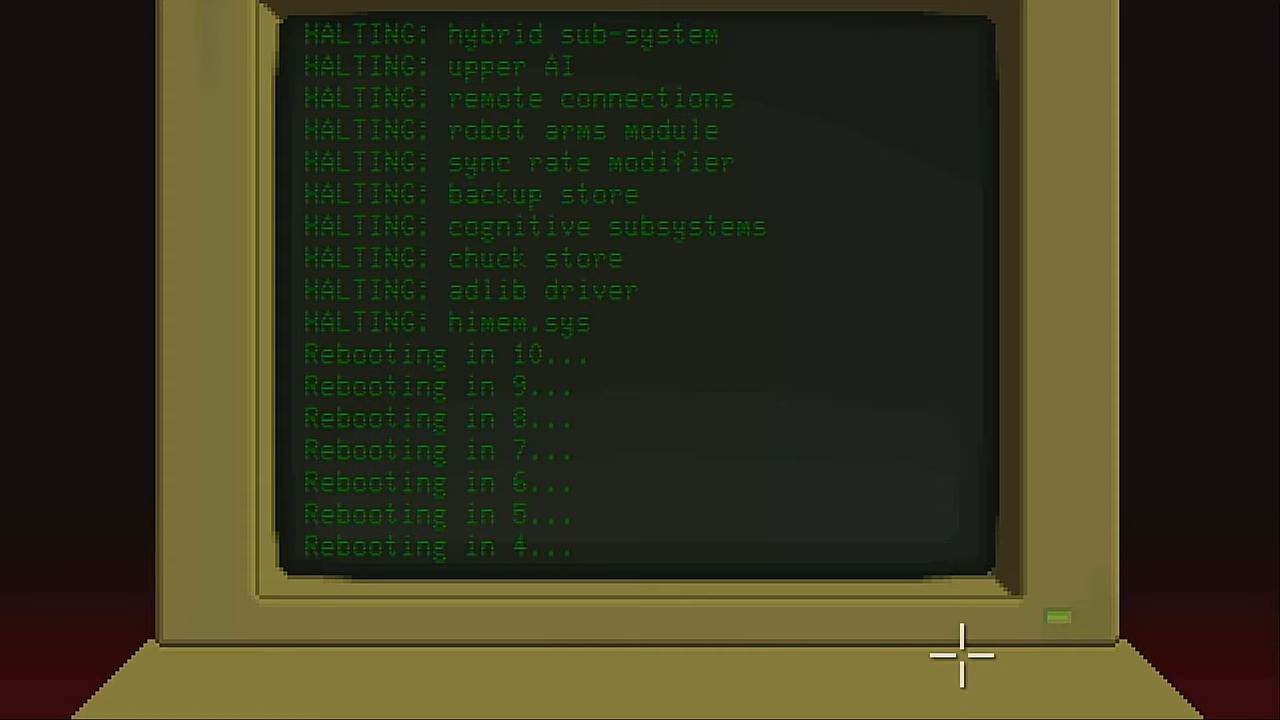 HALTING: hybrid sub-system
HALTING: upper AI
HALTING: remote connections
HALTING: robot arms module
HALTING: sync rate modifier
HALTING: backup store
HALTING: cognitive subsystems
HALTING: chuck store
HALTING: adlib driver
HALTING: himem.sys
Rebooting in 10...
Rebooting in 9...
Rebooting in 8...
Rebooting in 7...
Rebooting in 6...
Rebooting in 5...
Rebooting in 4...